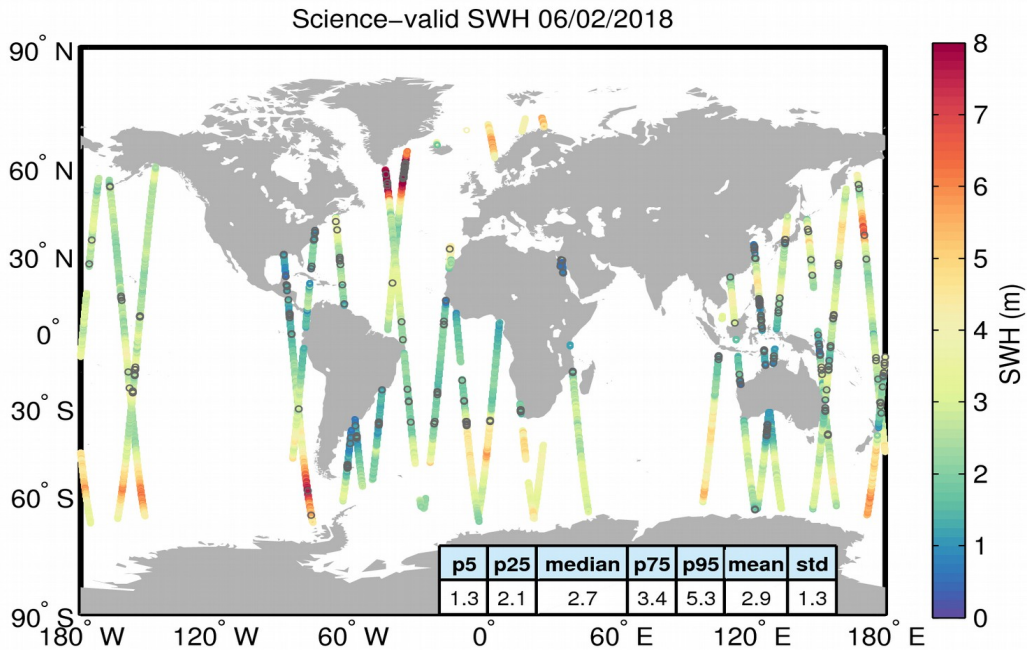 Science−valid SWH 06/02/2018
90° N
60° N
30° N
0°
30° S
60° S
90° S
180° W
120° W
60° W
0°
60° E
120° E
180° E
8
7
6
5
4
3
2
1
0
SWH (m)
p5 p25 median p75 p95 mean std
1.3 2.1 2.7 3.4 5.3 2.9 1.3